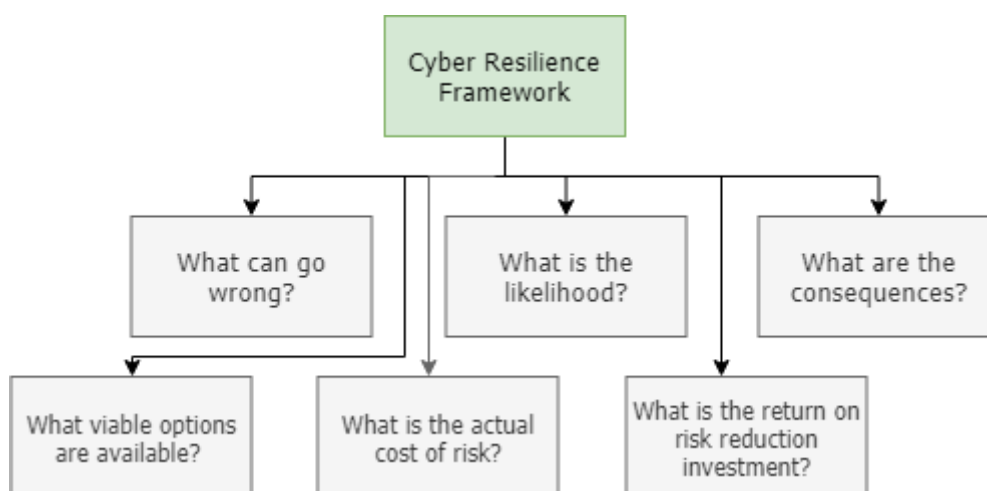 Cyber Resilience
Framework
What can go
wrong?
What is the
likelihood?
What are the
consequences?
What viable options
are available?
What is the actual
cost of risk?
What is the return on
risk reduction
investment?